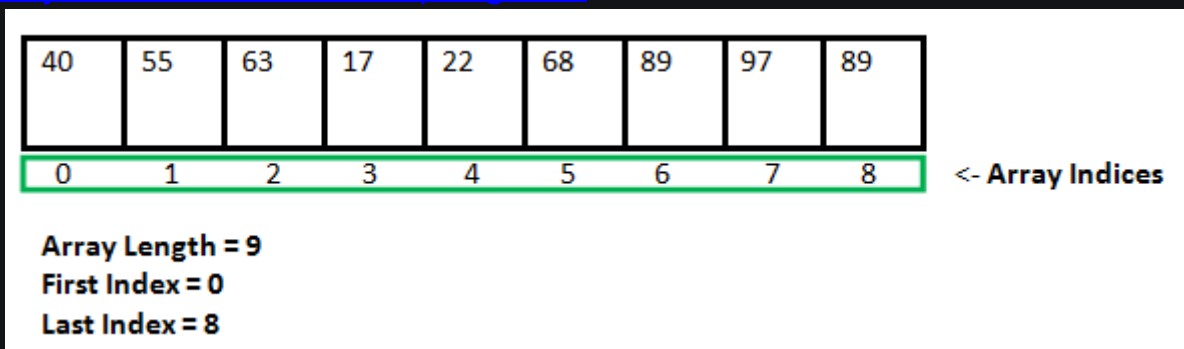 40 55 63 17 22 68 89 97 89
0 1 2 3 4 5 6 7 8 <- Array Indices
Array Length = 9
First Index = 0
Last Index = 8